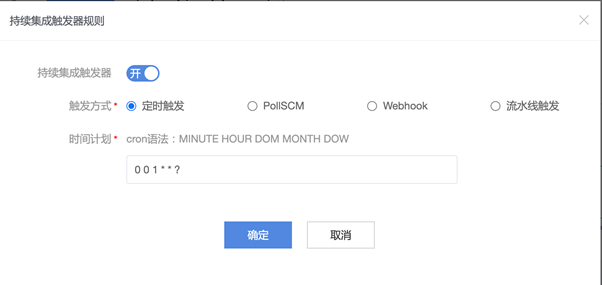 持续集成触发器规则
持续集成触发器 开
触发方式* 定时触发 PollSCM Webhook 流水线触发
时间计划* cron语法：MINUTE HOUR DOM MONTH DOW
0 0 1 * * ?
确定 取消